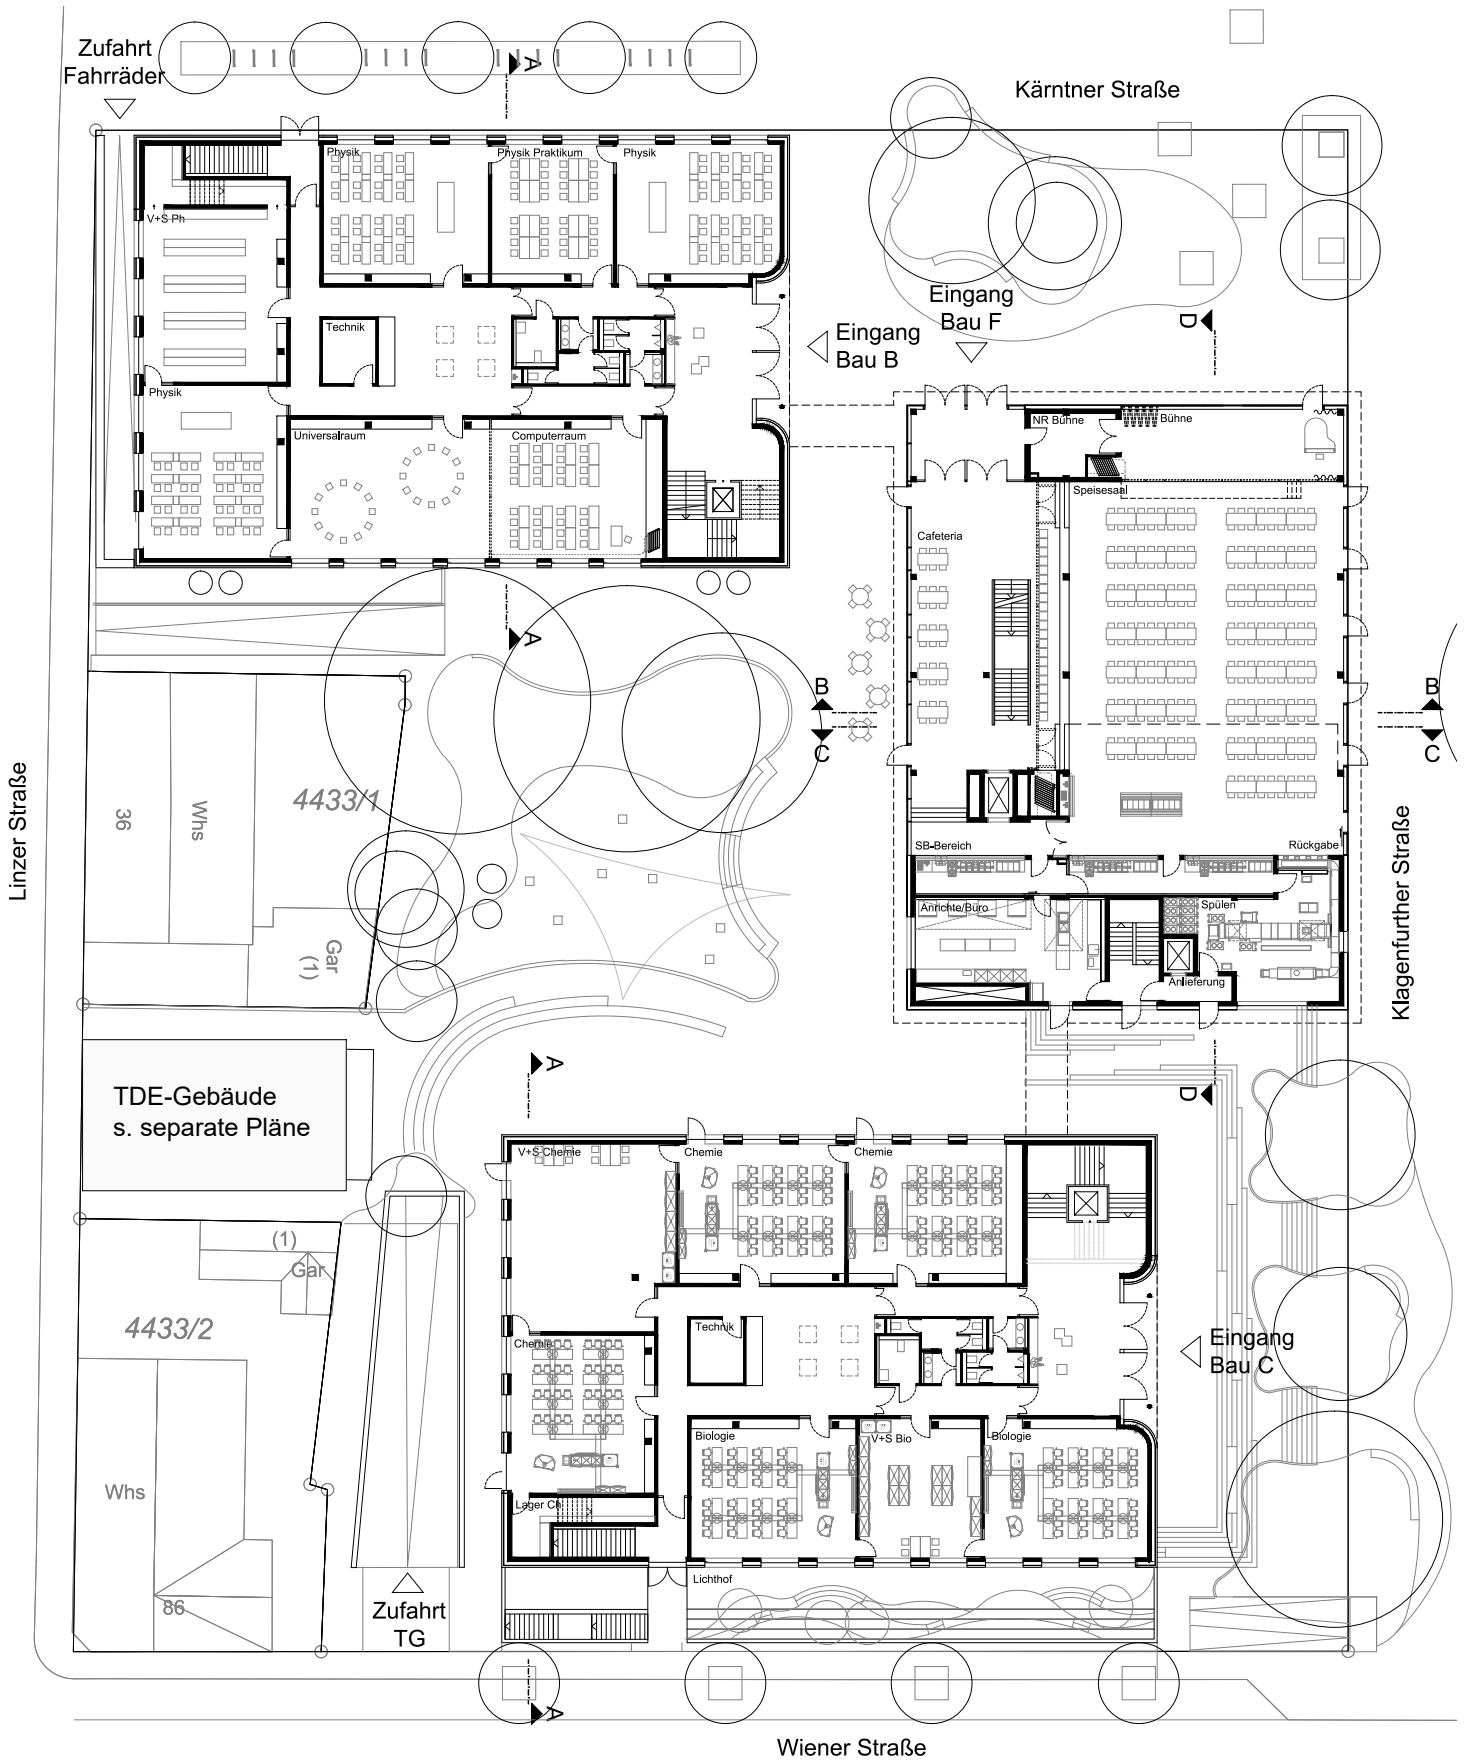 Zufahrt
Fahrräder
A
Kärntner Straße
Physik
Physik Praktikum
Physik
V+S Ph
Technik
Eingang
Bau B
Eingang
Bau F
D
Physik
Universalraum
Computerraum
NR Bühne
Bühne
Speisesaal
Cafeteria
A
B
C
B
C
Linzer Straße
36
Whs
4433/1
Gar
(1)
SB-Bereich
Rückgabe
Anrichte/Büro
Spülen
Anlieferung
Klagenfurther Straße
TDE-Gebäude
s. separate Pläne
A
D
V+S Chemie
Chemie
Chemie
(1)
Gar
4433/2
Technik
Chemie
Eingang
Bau C
Biologie
V+S Bio
Biologie
Whs
Lager Ch
86
Lichthof
Zufahrt
TG
A
Wiener Straße